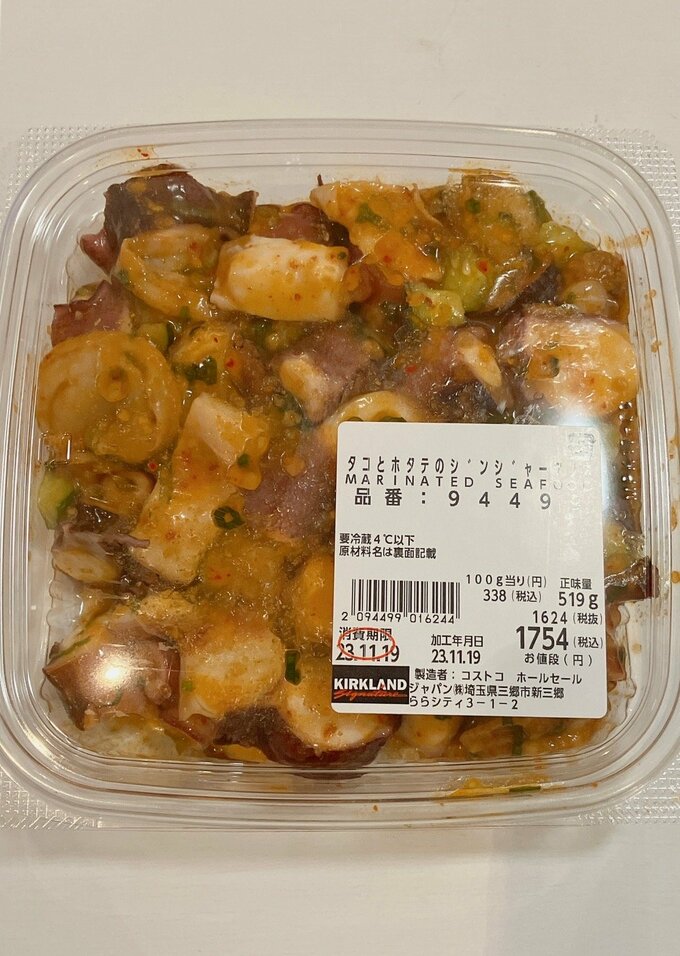 タコとホタテのジンジャー
MARINATED SEAFO
品番:9449
要冷蔵4℃以下
原材料名は裏面記載
100g当り(円) 正味量
338(税込) 519g
1624(税抜)
2 094499 016244
1754(税込)
お値段(円)
消費期限 加工年月日
23.11.19 23.11.19
KIRKLAND
Signature
製造者:コストコ ホールセール
ジャパン㈱埼玉県三郷市新三郷
ららシティ3-1-2